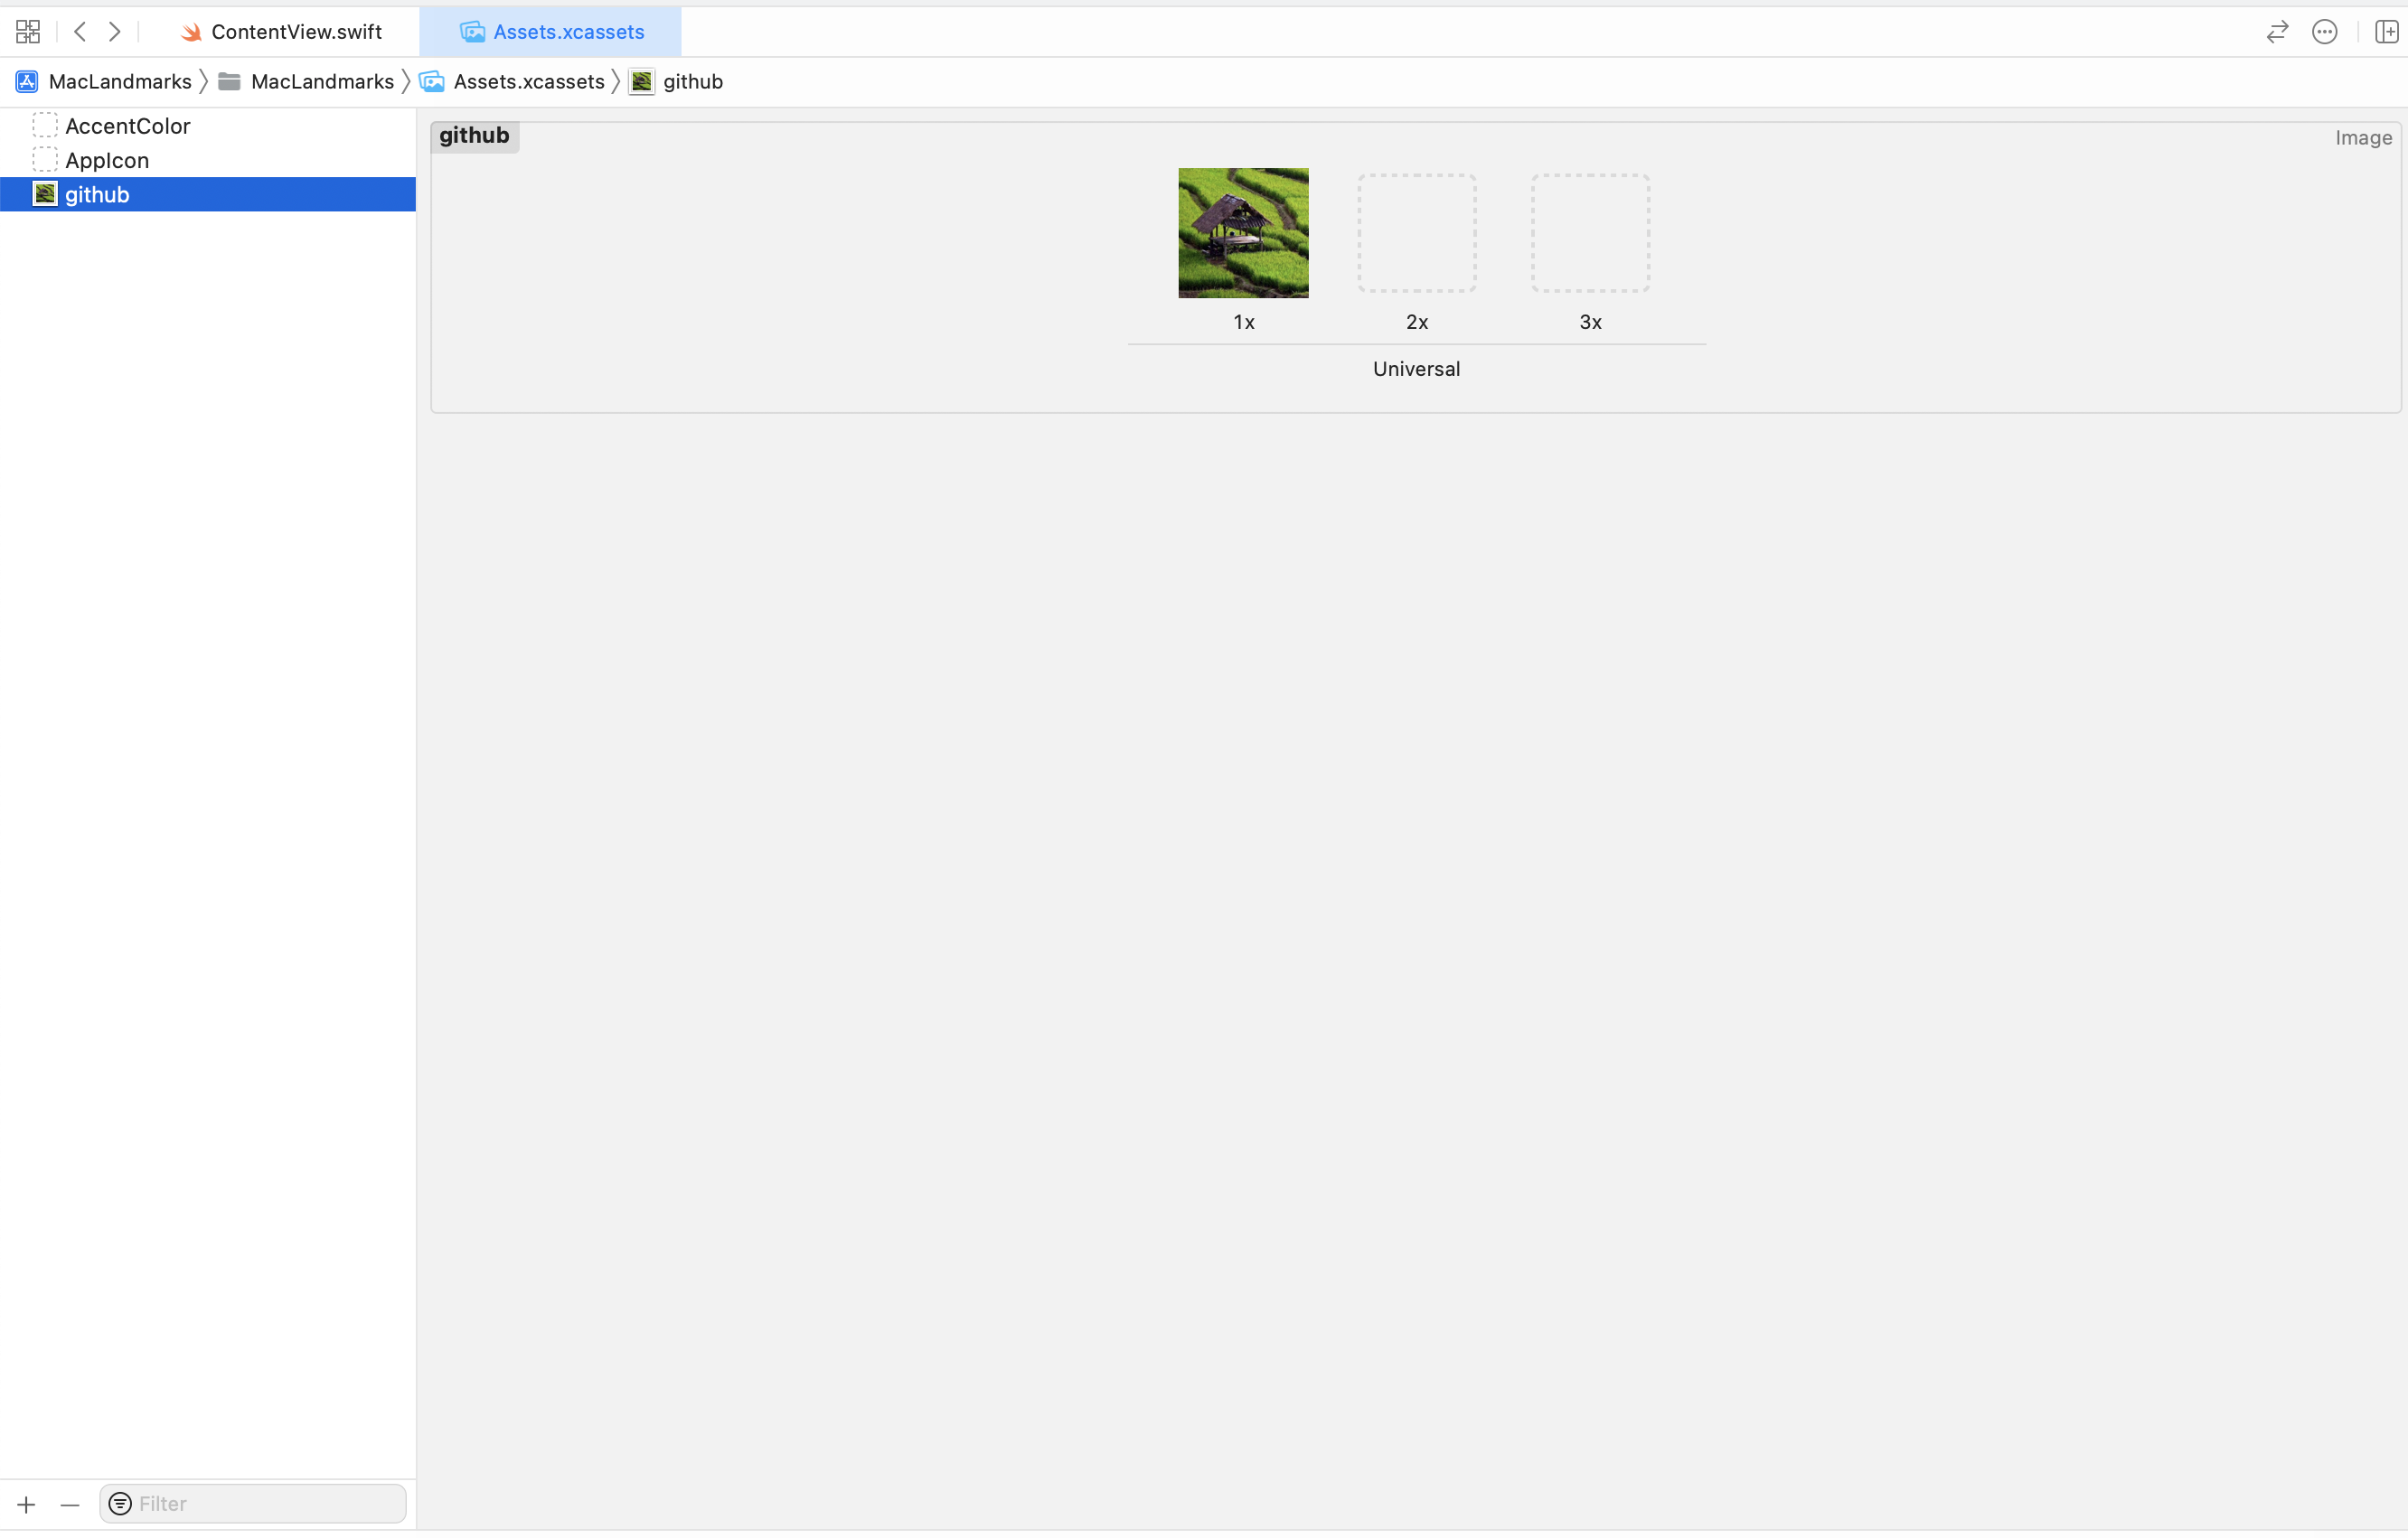 ContentView.swift
Assets.xcassets
MacLandmarks
MacLandmarks
Assets.xcassets
github
AccentColor
AppIcon
github
github
Image
1x
2x
3x
Universal
Filter